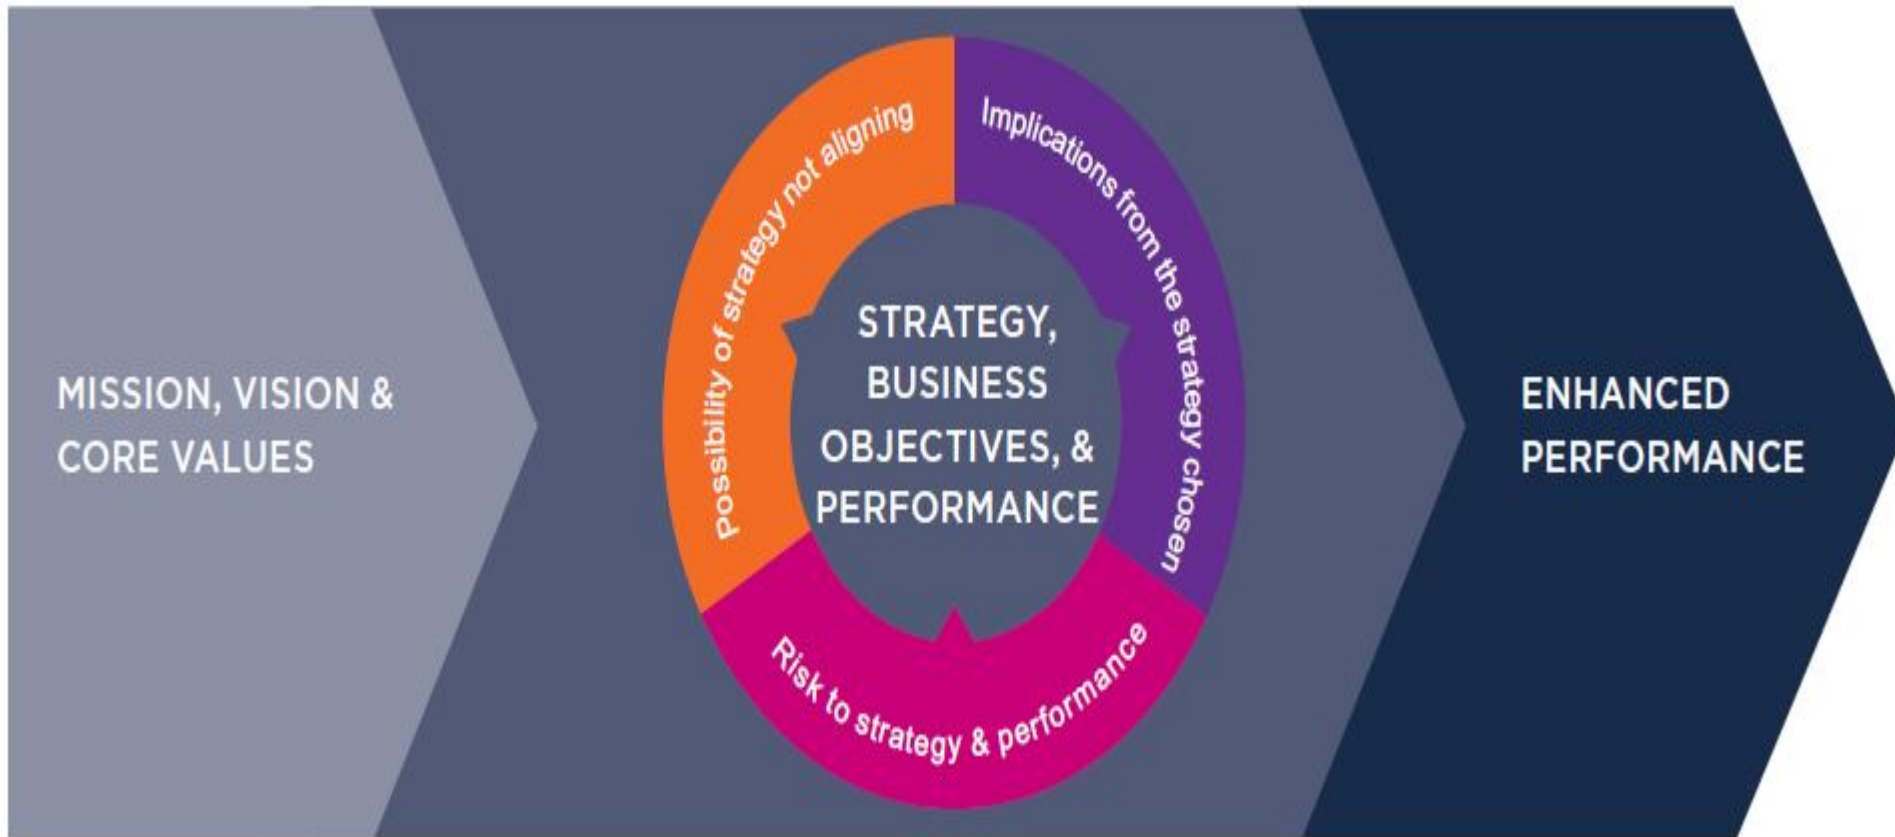 MISSION, VISION &
CORE VALUES
Possibility of strategy not aligning
Implications from the strategy chosen
STRATEGY,
BUSINESS
OBJECTIVES, &
PERFORMANCE
Risk to strategy & performance
ENHANCED
PERFORMANCE